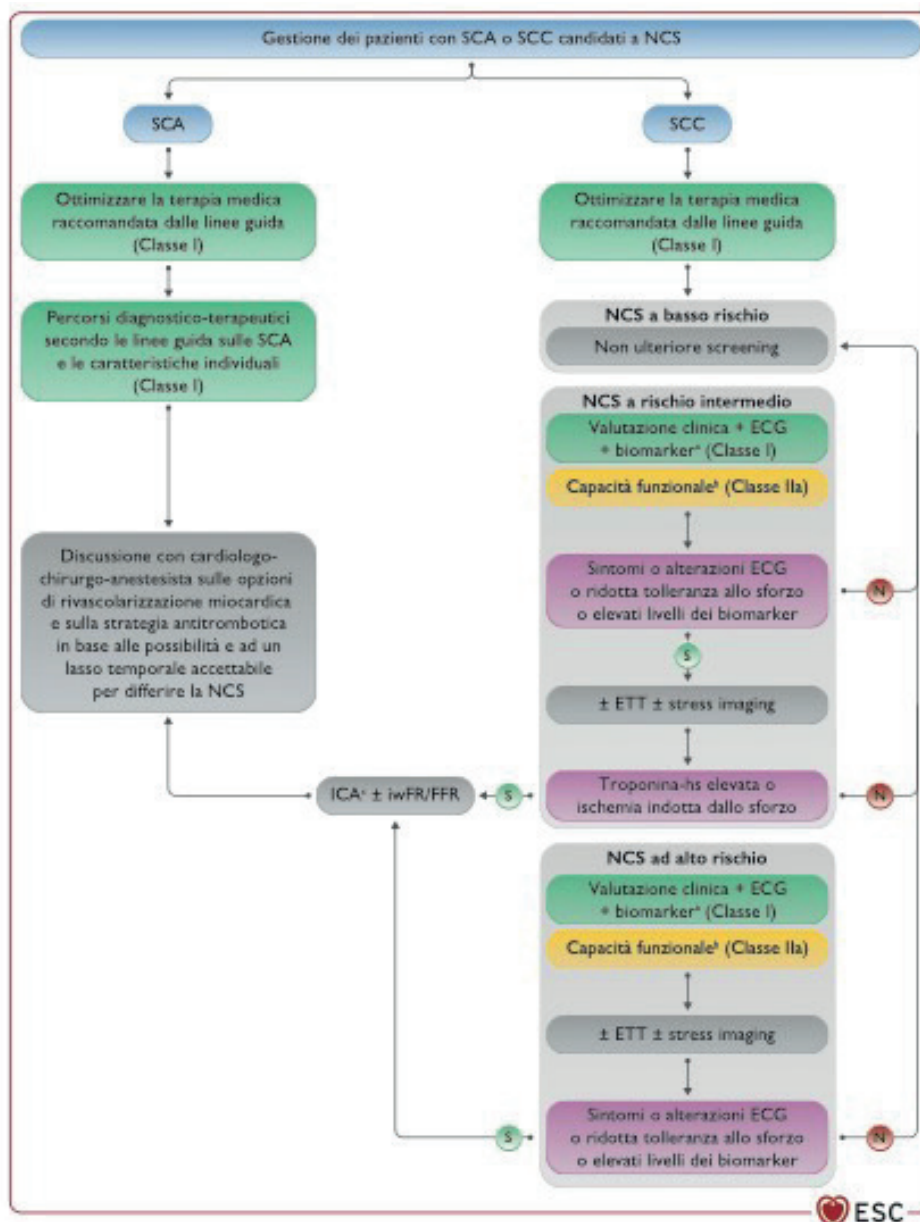 Gestione dei pazienti con SCA o SCC candidati a NCS
SCA
Ottimizzare la terapia medica
raccomandata dalle linee guida
(Classe I)
Percorsi diagnostico-terapeutici
secondo le linee guida sulle SCA
e le caratteristiche individuali
(Classe I)
Discussione con cardiologo-
chirurgo-anestesista sulle opzioni
di rivascolarizzazione miocardica
e sulla strategia antitrombotica
in base alle possibilità e ad un
lasso temporale accettabile
per differire la NCS
SCC
Ottimizzare la terapia medica
raccomandata dalle linee guida
(Classe I)
NCS a basso rischio
Non ulteriore screening
NCS a rischio intermedio
Valutazione clinica + ECG
+ biomarkerᵃ (Classe I)
Capacità funzionaleᵇ (Classe IIa)
Sintomi o alterazioni ECG
o ridotta tolleranza allo sforzo
o elevati livelli dei biomarker
N
S
± ETT ± stress imaging
Troponina-hs elevata o
ischemia indotta dallo sforzo
N
S
ICAᶜ ± iwFR/FFR
NCS ad alto rischio
Valutazione clinica + ECG
+ biomarkerᵃ (Classe I)
Capacità funzionaleᵇ (Classe IIa)
± ETT ± stress imaging
Sintomi o alterazioni ECG
o ridotta tolleranza allo sforzo
o elevati livelli dei biomarker
N
S
ESC